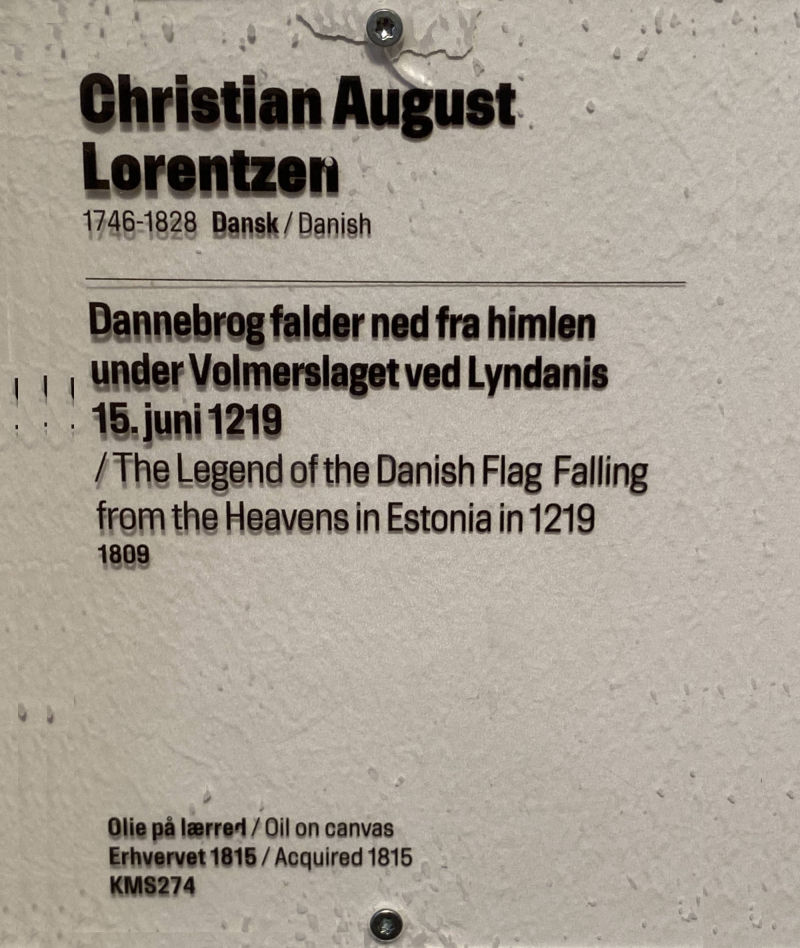 Christian August
Lorentzen
1746-1828 Dansk / Danish
Dannebrog falder ned fra himlen
under Volmerslaget ved Lyndanis
15. juni 1219
/ The Legend of the Danish Flag Falling
from the Heavens in Estonia in 1219
1809
Olie på lærred / Oil on canvas
Erhvervet 1815 / Acquired 1815
KMS274